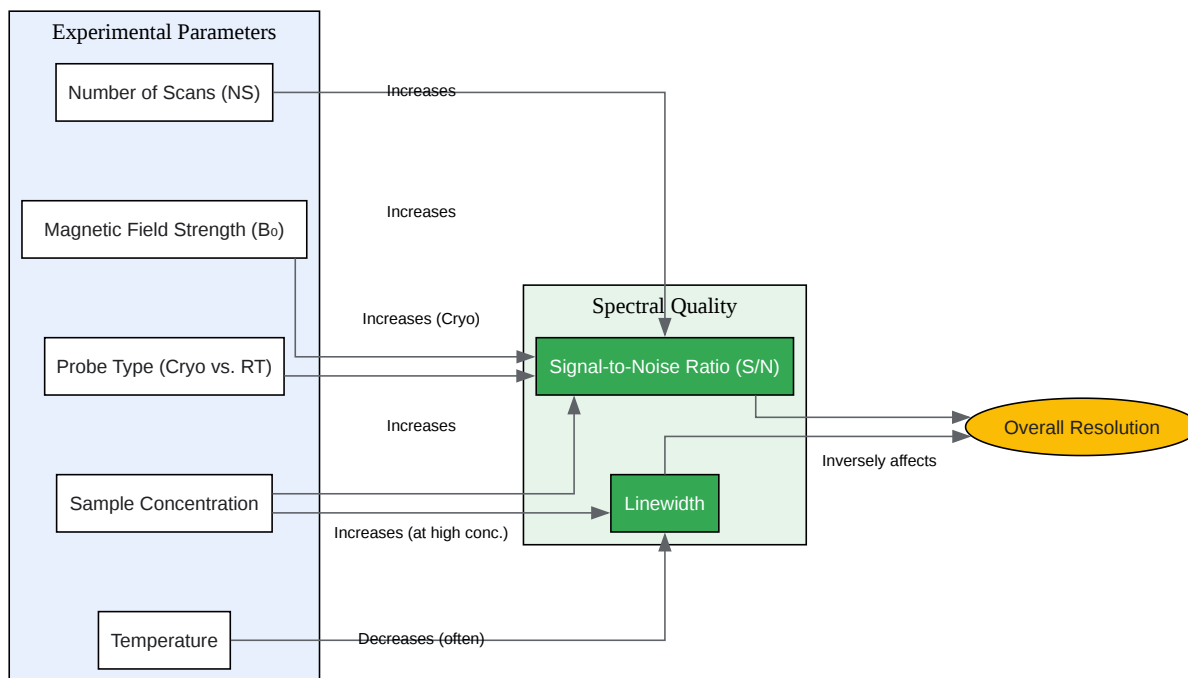 Experimental Parameters
Number of Scans (NS)
Increases
Magnetic Field Strength (B₀)
Increases
Spectral Quality
Increases (Cryo)
Probe Type (Cryo vs. RT)
Signal-to-Noise Ratio (S/N)
Increases
Overall Resolution
Inversely affects
Sample Concentration
Linewidth
Increases (at high conc.)
Temperature
Decreases (often)